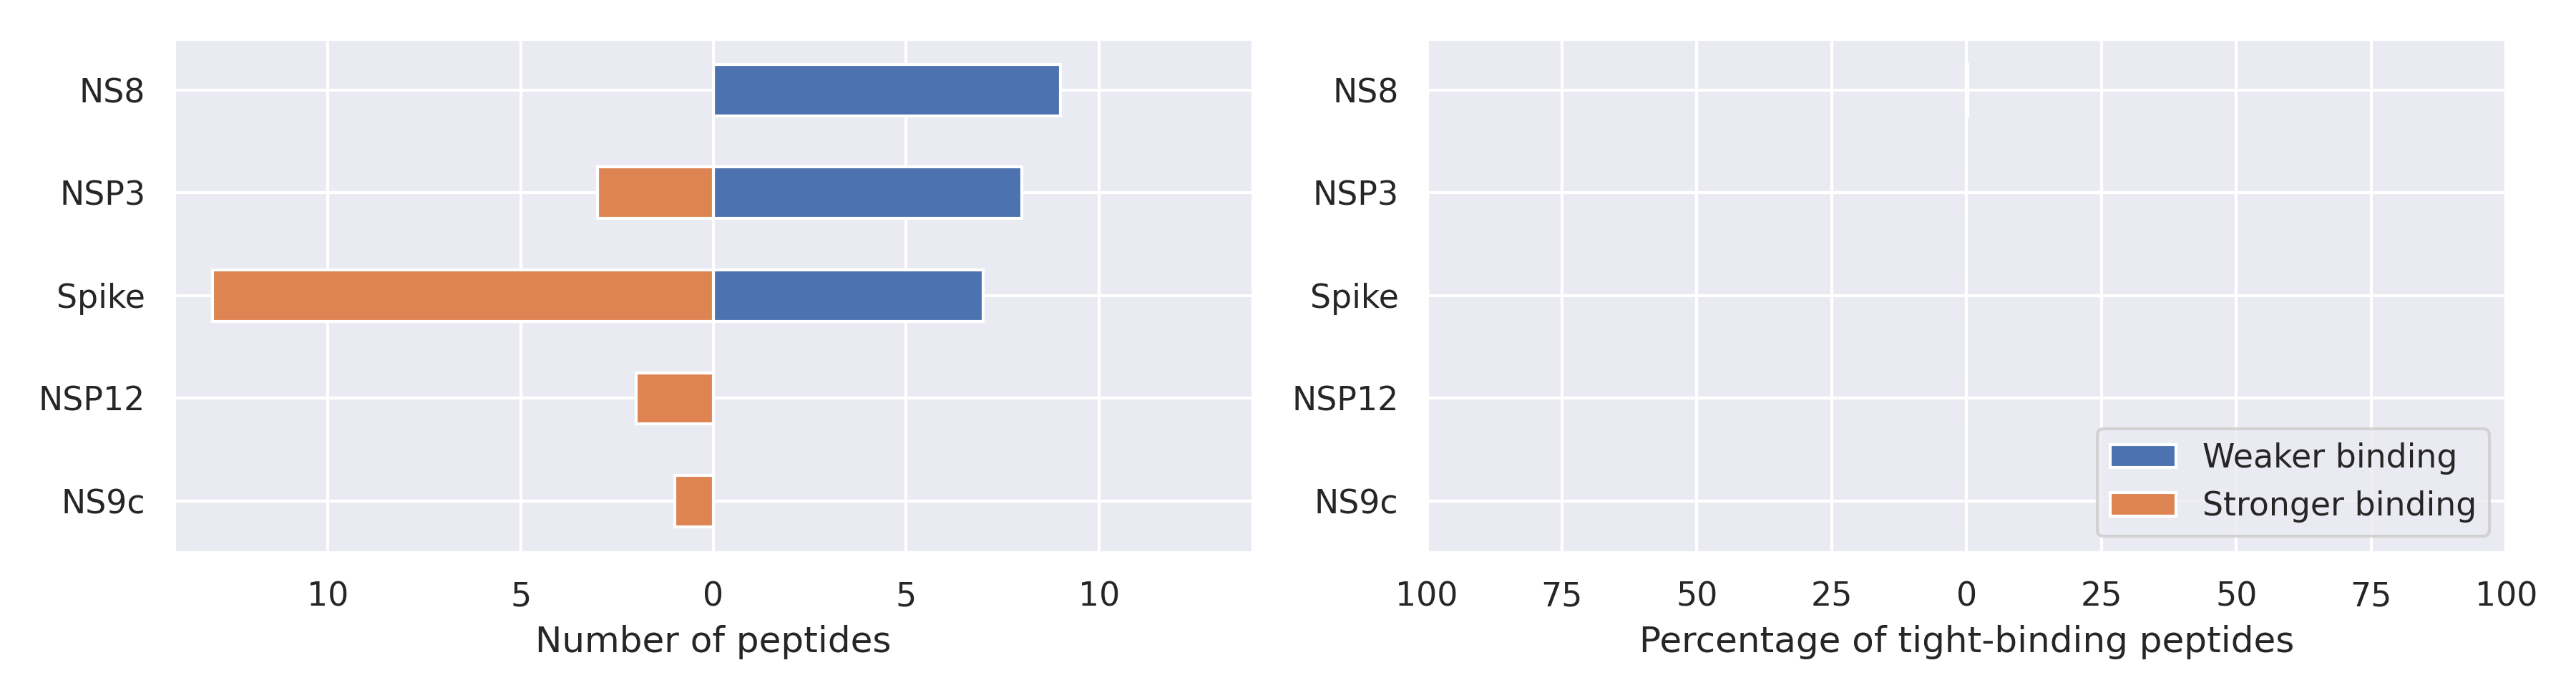 NS8
NSP3
Spike
NSP12
NS9c
10 5 0 5 10
Number of peptides
NS8
NSP3
Spike
NSP12
NS9c
Weaker binding
Stronger binding
100 75 50 25 0 25 50 75 100
Percentage of tight-binding peptides